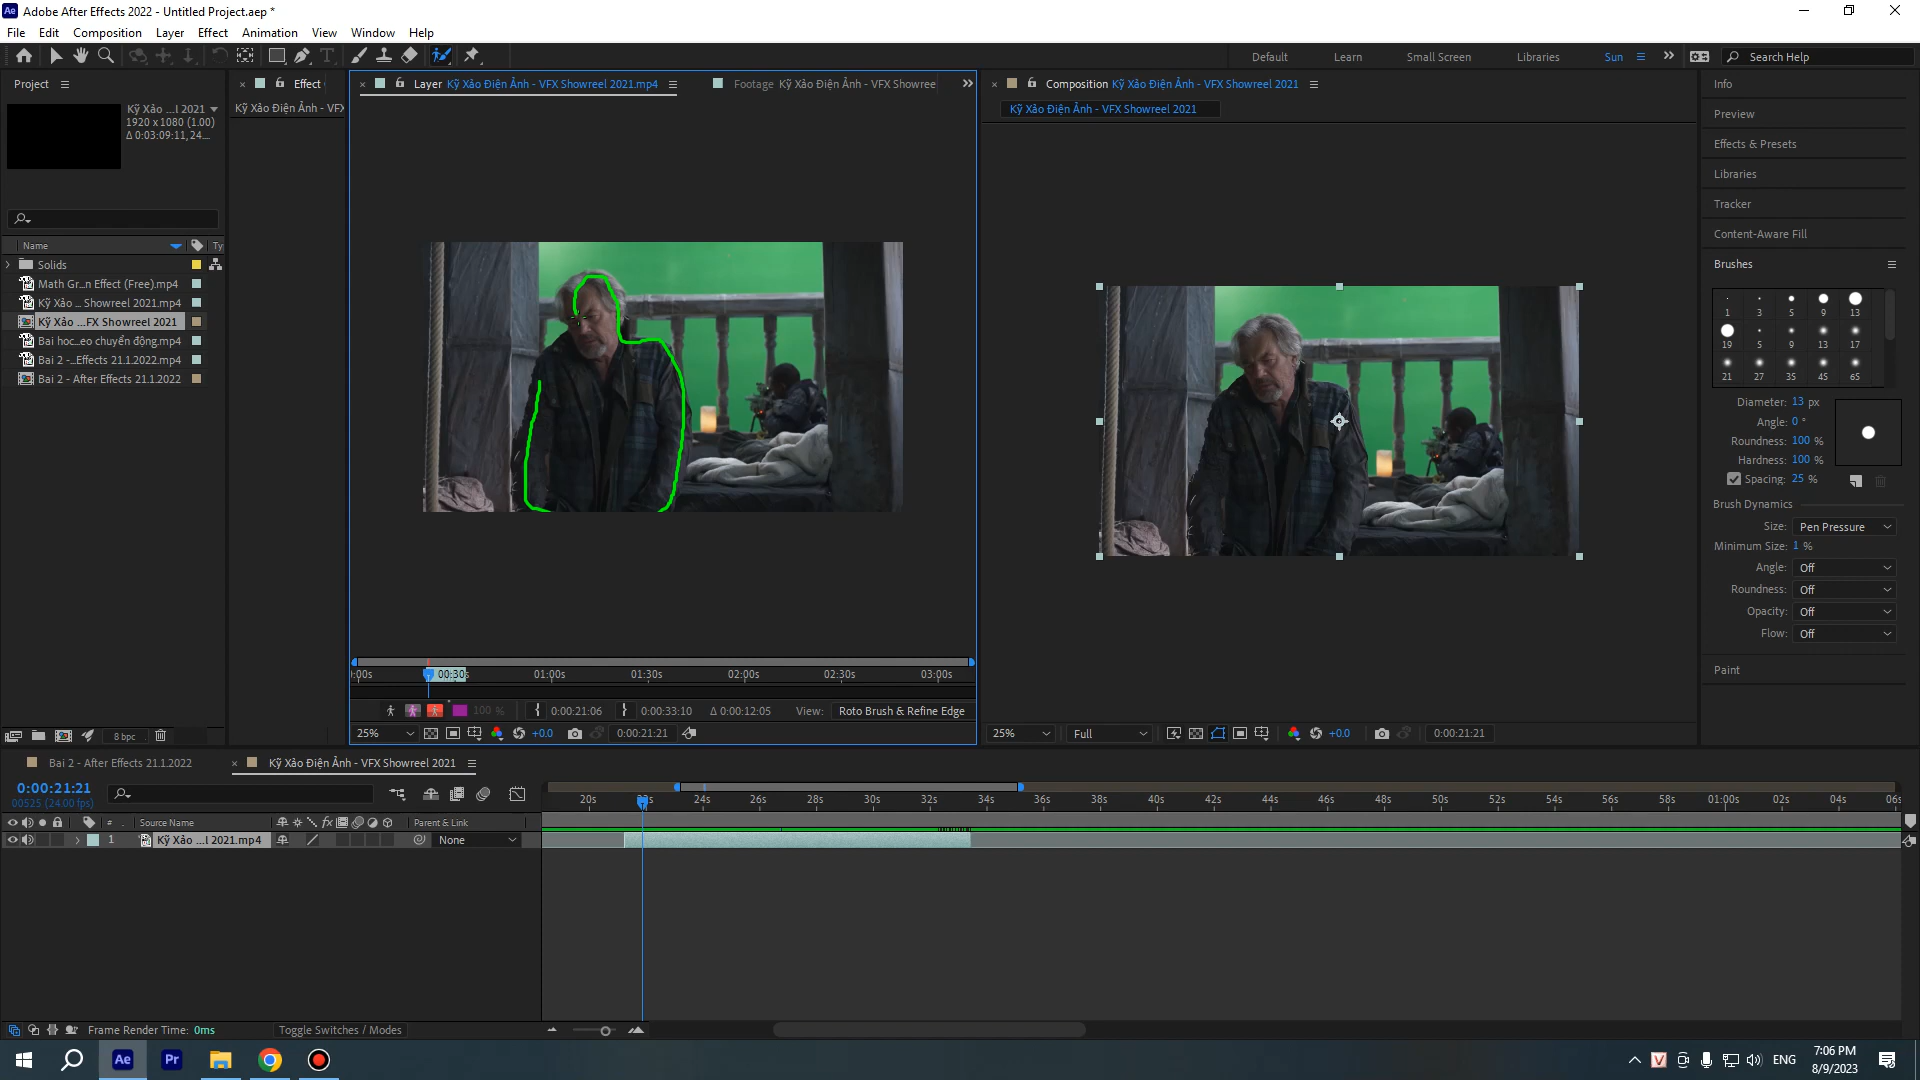 Adobe After Effects 2022 - Untitled Project.aep *
File Edit Composition Layer Effect Animation View Window Help
Default Learn Small Screen Libraries Sun Search Help
Project
Kỹ Xảo ...l 2021
1920 x 1080 (1.00)
Δ 0:03:09:11, 24....
Name Ty
Solids
Math Gr...n Effect (Free).mp4
Kỹ Xảo ... Showreel 2021.mp4
Kỹ Xảo ...FX Showreel 2021
Bai hoc...eo chuyển động.mp4
Bai 2 -...Effects 21.1.2022.mp4
Bai 2 - After Effects 21.1.2022
8 bpc
Effect
Kỹ Xảo Điện Ảnh - VFX
Layer Kỹ Xảo Điện Ảnh - VFX Showreel 2021.mp4
Footage Kỹ Xảo Điện Ảnh - VFX Showree
:00s 00:30s 01:00s 01:30s 02:00s 02:30s 03:00s
100 % 0:00:21:06 0:00:33:10 Δ 0:00:12:05 View: Roto Brush & Refine Edge
25% +0.0 0:00:21:21
Composition Kỹ Xảo Điện Ảnh - VFX Showreel 2021
Kỹ Xảo Điện Ảnh - VFX Showreel 2021
25% Full +0.0 0:00:21:21
Info
Preview
Effects & Presets
Libraries
Tracker
Content-Aware Fill
Brushes
1 3 5 9 13
19 5 9 13 17
21 27 35 45 65
Diameter: 13 px
Angle: 0 °
Roundness: 100 %
Hardness: 100 %
Spacing: 25 %
Brush Dynamics
Size: Pen Pressure
Minimum Size: 1 %
Angle: Off
Roundness: Off
Opacity: Off
Flow: Off
Paint
Bai 2 - After Effects 21.1.2022
Kỹ Xảo Điện Ảnh - VFX Showreel 2021
0:00:21:21
00525 (24.00 fps)
20s 24s 26s 28s 30s 32s 34s 36s 38s 40s 42s 44s 46s 48s 50s 52s 54s 56s 58s 01:00s 02s 04s 06s
# Source Name fx Parent & Link
1 Kỹ Xảo ...l 2021.mp4 None
Frame Render Time: 0ms
Toggle Switches / Modes
Ae Pr
V ENG
7:06 PM
8/9/2023